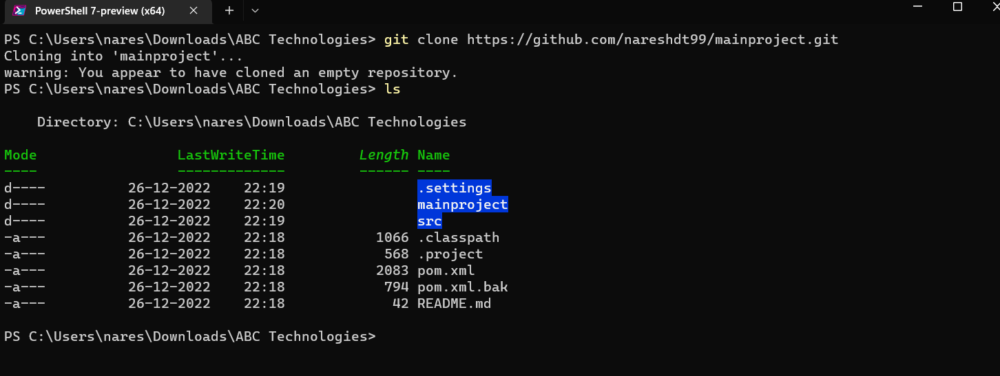 PowerShell 7-preview (x64)
PS C:\Users\nares\Downloads\ABC Technologies> git clone https://github.com/nareshdt99/mainproject.git
Cloning into 'mainproject'...
warning: You appear to have cloned an empty repository.
PS C:\Users\nares\Downloads\ABC Technologies> ls
Directory: C:\Users\nares\Downloads\ABC Technologies
Mode LastWriteTime Length Name
---- ------------- ------ ----
d---- 26-12-2022 22:19 .settings
d---- 26-12-2022 22:20 mainproject
d---- 26-12-2022 22:19 src
-a--- 26-12-2022 22:18 1066 .classpath
-a--- 26-12-2022 22:18 568 .project
-a--- 26-12-2022 22:18 2083 pom.xml
-a--- 26-12-2022 22:18 794 pom.xml.bak
-a--- 26-12-2022 22:18 42 README.md
PS C:\Users\nares\Downloads\ABC Technologies>